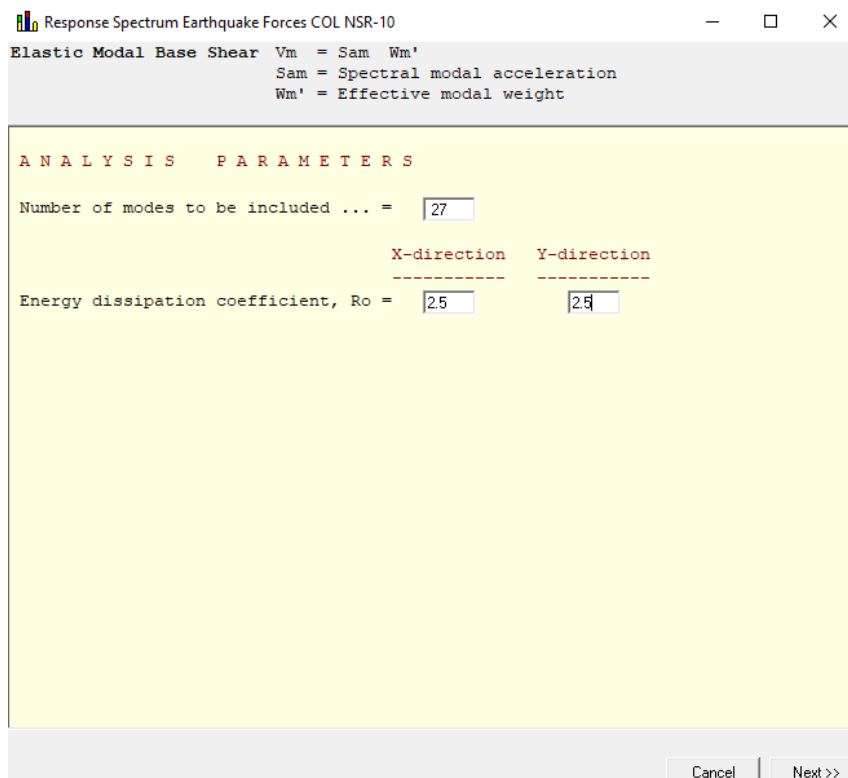 Response Spectrum Earthquake Forces COL NSR-10
Elastic Modal Base Shear Vm = Sam Wm'
Sam = Spectral modal acceleration
Wm' = Effective modal weight
A N A L Y S I S P A R A M E T E R S
Number of modes to be included ... = 27
X-direction Y-direction
----------- -----------
Energy dissipation coefficient, Ro = 2.5 2.5
Cancel Next >>